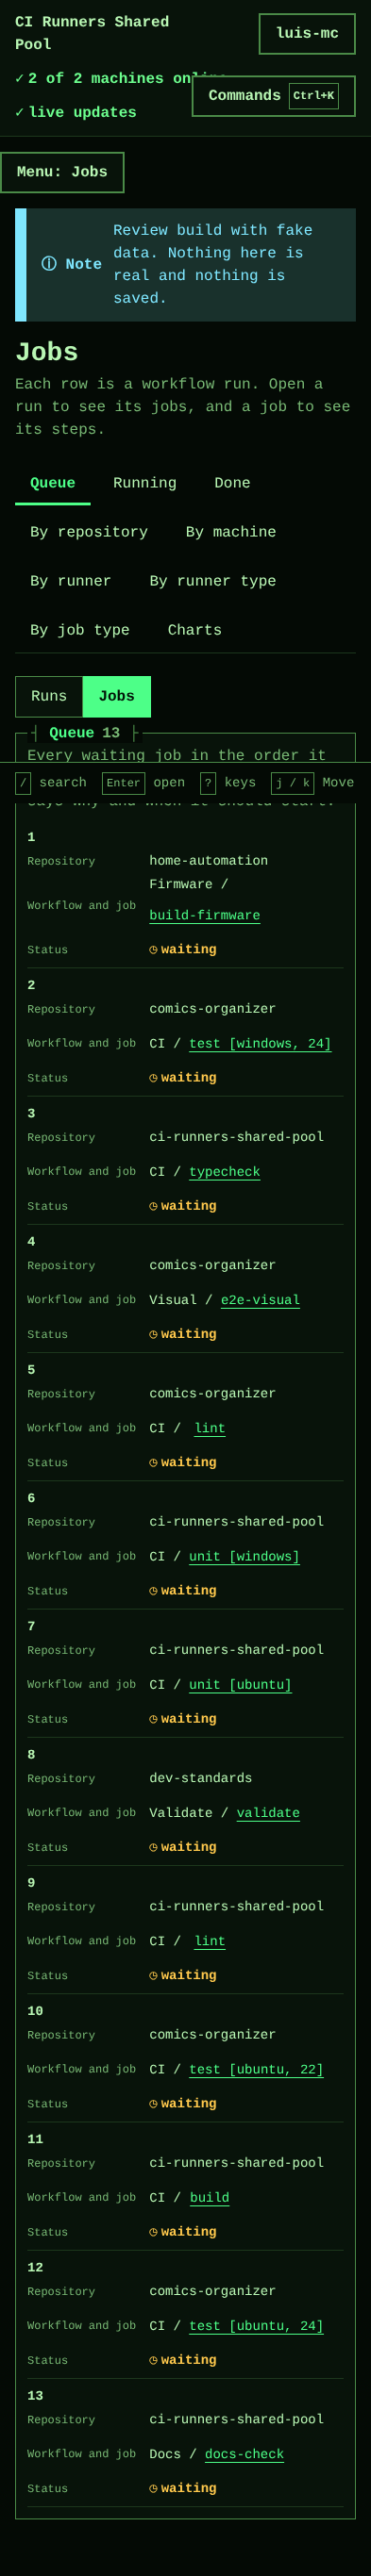 CI Runners Shared
Pool
luis-mc
✓ 2 of 2 machines online
Commands Ctrl+K
✓ live updates
Menu: Jobs
ⓘ Note
Review build with fake
data. Nothing here is
real and nothing is
saved.
Jobs
Each row is a workflow run. Open a
run to see its jobs, and a job to see
its steps.
Queue Running Done
By repository By machine
By runner By runner type
By job type Charts
Runs Jobs
Queue 13
Every waiting job in the order it
/ search Enter open ? keys j / k Move
says why and when it should start.
1
Repository home-automation
Workflow and job Firmware /
build-firmware
Status ◷ waiting
2
Repository comics-organizer
Workflow and job CI / test [windows, 24]
Status ◷ waiting
3
Repository ci-runners-shared-pool
Workflow and job CI / typecheck
Status ◷ waiting
4
Repository comics-organizer
Workflow and job Visual / e2e-visual
Status ◷ waiting
5
Repository comics-organizer
Workflow and job CI / lint
Status ◷ waiting
6
Repository ci-runners-shared-pool
Workflow and job CI / unit [windows]
Status ◷ waiting
7
Repository ci-runners-shared-pool
Workflow and job CI / unit [ubuntu]
Status ◷ waiting
8
Repository dev-standards
Workflow and job Validate / validate
Status ◷ waiting
9
Repository ci-runners-shared-pool
Workflow and job CI / lint
Status ◷ waiting
10
Repository comics-organizer
Workflow and job CI / test [ubuntu, 22]
Status ◷ waiting
11
Repository ci-runners-shared-pool
Workflow and job CI / build
Status ◷ waiting
12
Repository comics-organizer
Workflow and job CI / test [ubuntu, 24]
Status ◷ waiting
13
Repository ci-runners-shared-pool
Workflow and job Docs / docs-check
Status ◷ waiting